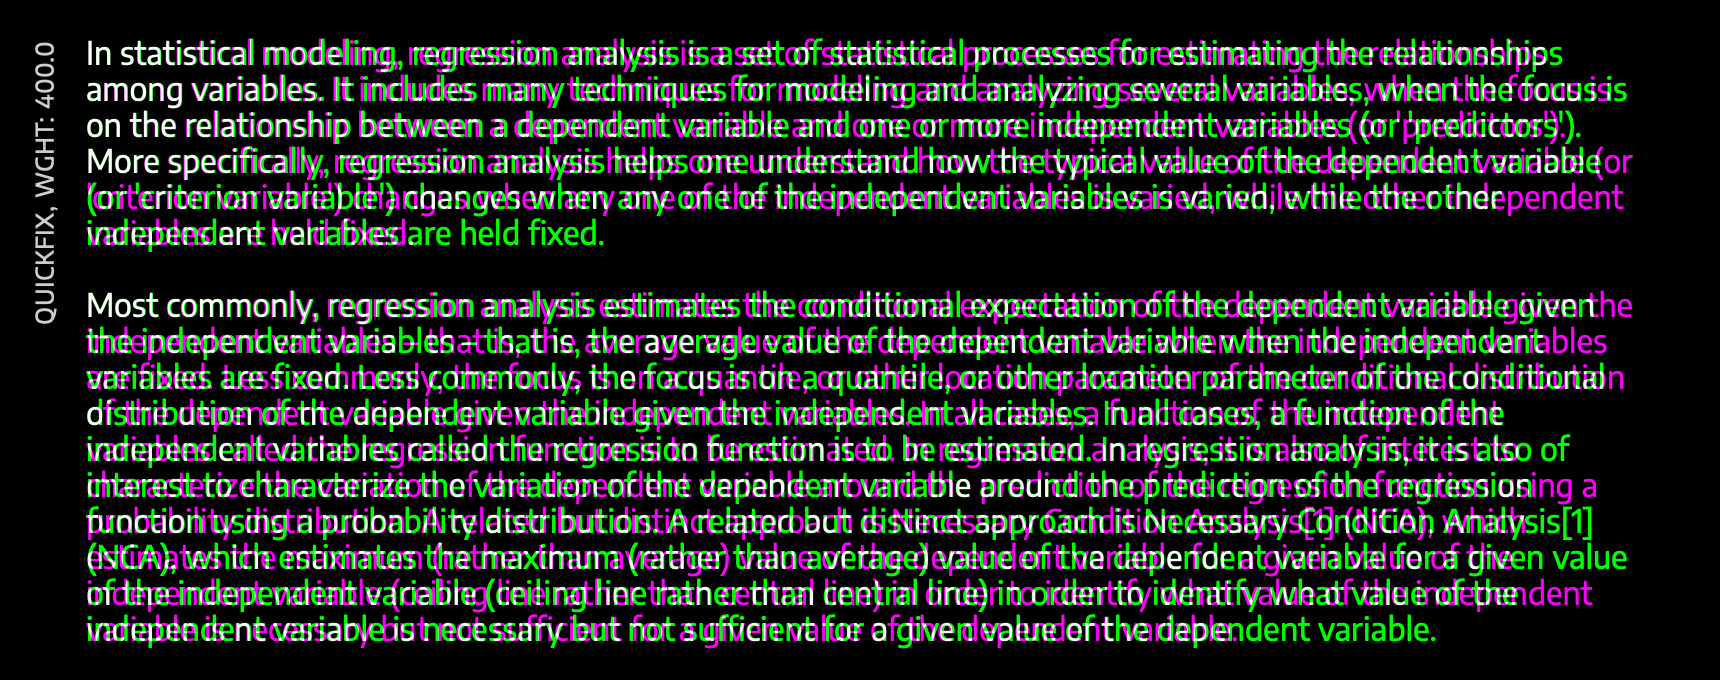 QUICKFIX, WGHT: 400.0
In statistical modeling, regression analysis is a set of statistical processes for estimating the relationships
among variables. It includes many techniques for modeling and analyzing several variables, when the focus is
on the relationship between a dependent variable and one or more independent variables (or 'predictors').
More specifically, regression analysis helps one understand how the typical value of the dependent variable
(or 'criterion variable') changes when any one of the independent variables is varied, while the other
independent variables are held fixed.
Most commonly, regression analysis estimates the conditional expectation of the dependent variable given
the independent variables – that is, the average value of the dependent variable when the independent
variables are fixed. Less commonly, the focus is on a quantile, or other location parameter of the conditional
distribution of the dependent variable given the independent variables. In all cases, a function of the
independent variables called the regression function is to be estimated. In regression analysis, it is also of
interest to characterize the variation of the dependent variable around the prediction of the regression
function using a probability distribution. A related but distinct approach is Necessary Condition Analysis[1]
(NCA), which estimates the maximum (rather than average) value of the dependent variable for a given value
of the independent variable (ceiling line rather than central line) in order to identify what value of the
independent variable is necessary but not sufficient for a given value of the dependent variable.